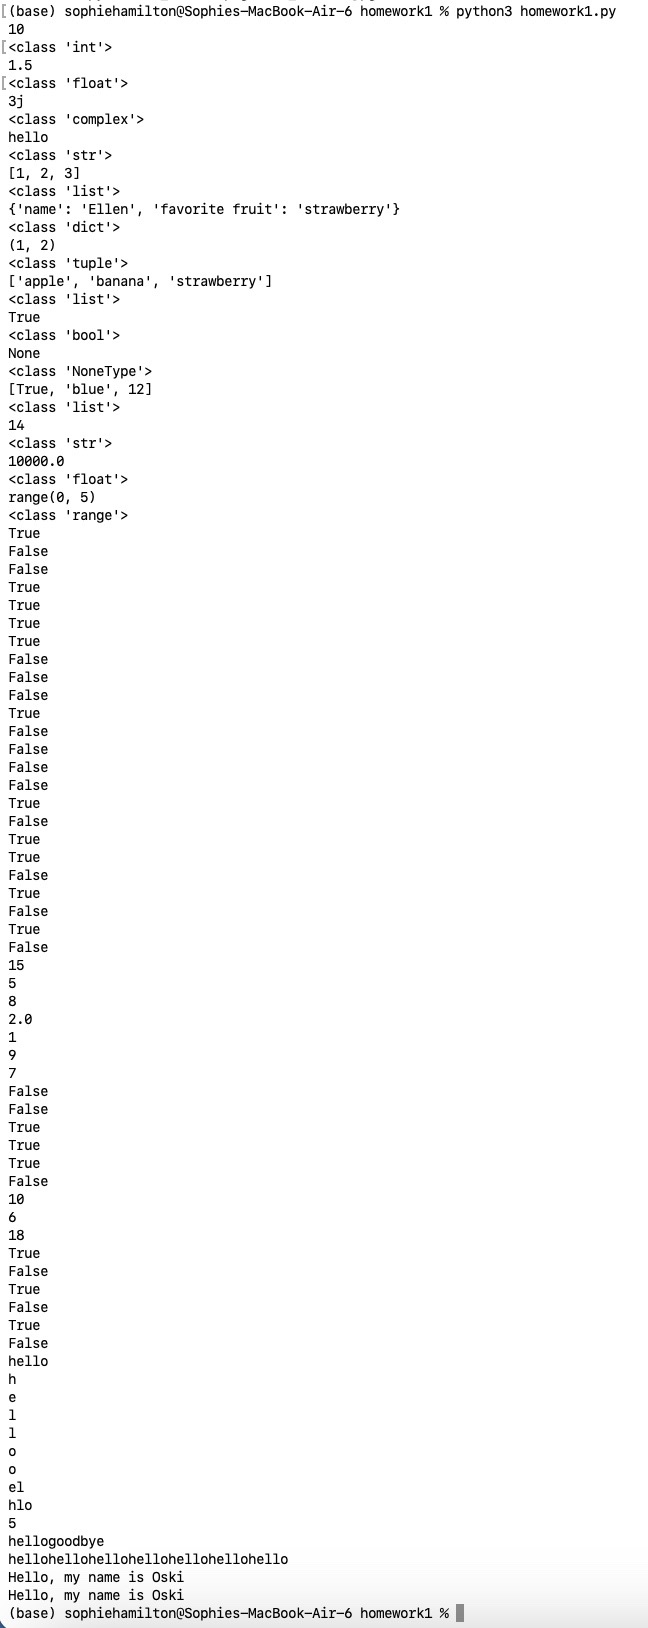 (base) sophiehamilton@Sophies-MacBook-Air-6 homework1 % python3 homework1.py
10
<class 'int'>
1.5
<class 'float'>
3j
<class 'complex'>
hello
<class 'str'>
[1, 2, 3]
<class 'list'>
{'name': 'Ellen', 'favorite fruit': 'strawberry'}
<class 'dict'>
(1, 2)
<class 'tuple'>
['apple', 'banana', 'strawberry']
<class 'list'>
True
<class 'bool'>
None
<class 'NoneType'>
[True, 'blue', 12]
<class 'list'>
14
<class 'str'>
10000.0
<class 'float'>
range(0, 5)
<class 'range'>
True
False
False
True
True
True
True
False
False
False
True
False
False
False
False
True
False
True
True
False
True
False
True
False
15
5
8
2.0
1
9
7
False
False
True
True
True
False
10
6
18
True
False
True
False
True
False
hello
h
e
l
l
o
o
el
hlo
5
hellogoodbye
hellohellohellohellohellohellohello
Hello, my name is Oski
Hello, my name is Oski
(base) sophiehamilton@Sophies-MacBook-Air-6 homework1 %